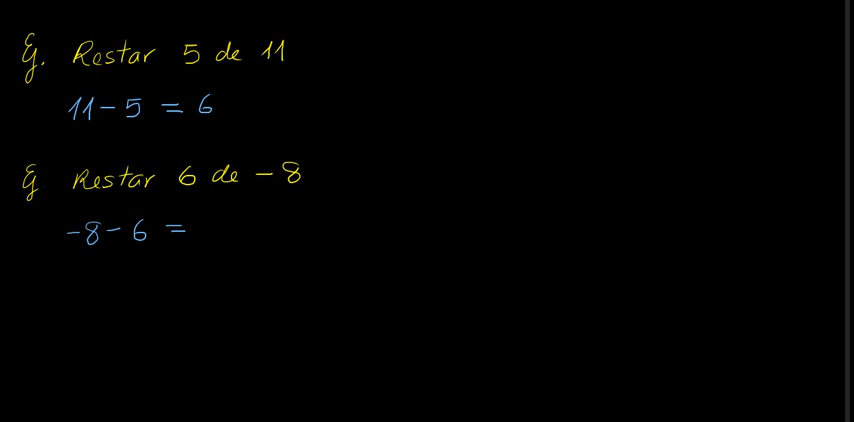 Ej. Restar 5 de 11
11 - 5 = 6
Ej. Restar 6 de - 8
- 8 - 6 =